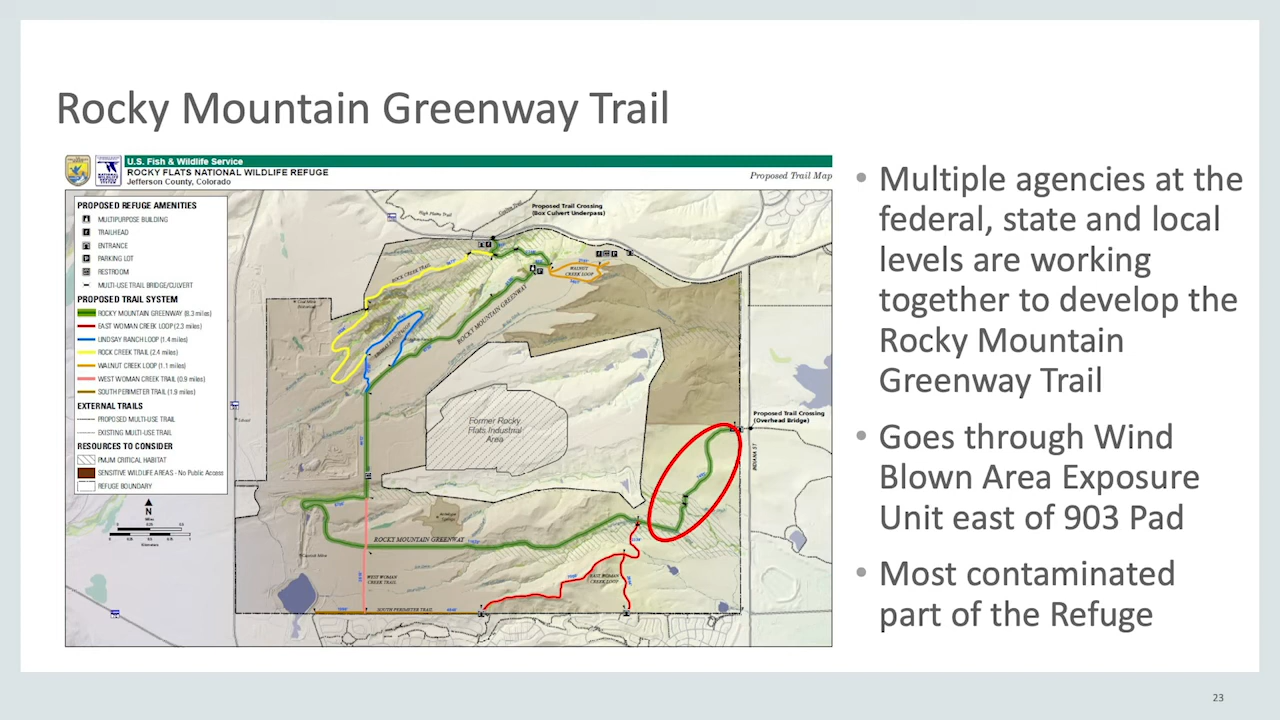 Rocky Mountain Greenway Trail
U.S. Fish & Wildlife Service
ROCKY FLATS NATIONAL WILDLIFE REFUGE
Jefferson County, Colorado
Proposed Trail Map
PROPOSED REFUGE AMENITIES
MULTIPURPOSE BUILDING
TRAILHEAD
ENTRANCE
PARKING LOT
RESTROOM
MULTI-USE TRAIL BRIDGE/CULVERT
PROPOSED TRAIL SYSTEM
ROCKY MOUNTAIN GREENWAY (8.3 miles)
EAST WOMAN CREEK LOOP (2.3 miles)
LINDSAY RANCH LOOP (1.4 miles)
ROCK CREEK TRAIL (2.4 miles)
WALNUT CREEK LOOP (1.1 miles)
WEST WOMAN CREEK TRAIL (0.9 miles)
SOUTH PERIMETER TRAIL (1.9 miles)
EXTERNAL TRAILS
PROPOSED MULTI-USE TRAIL
EXISTING MULTI-USE TRAIL
RESOURCES TO CONSIDER
PMJM CRITICAL HABITAT
SENSITIVE WILDLIFE AREAS - No Public Access
REFUGE BOUNDARY
N
Miles
Kilometers
Proposed Trail Crossing
(Box Culvert Underpass)
High Plains Trail
Coalton Trail
ROCK CREEK TRAIL
WALNUT
CREEK LOOP
ROCKY MOUNTAIN GREENWAY
Former Rocky
Flats Industrial
Area
Proposed Trail Crossing
(Overhead Bridge)
INDIANA ST
ROCKY MOUNTAIN GREENWAY
WEST WOMAN
CREEK TRAIL
EAST WOMAN
CREEK LOOP
SOUTH PERIMETER TRAIL
• Multiple agencies at the
federal, state and local
levels are working
together to develop the
Rocky Mountain
Greenway Trail
• Goes through Wind
Blown Area Exposure
Unit east of 903 Pad
• Most contaminated
part of the Refuge
23